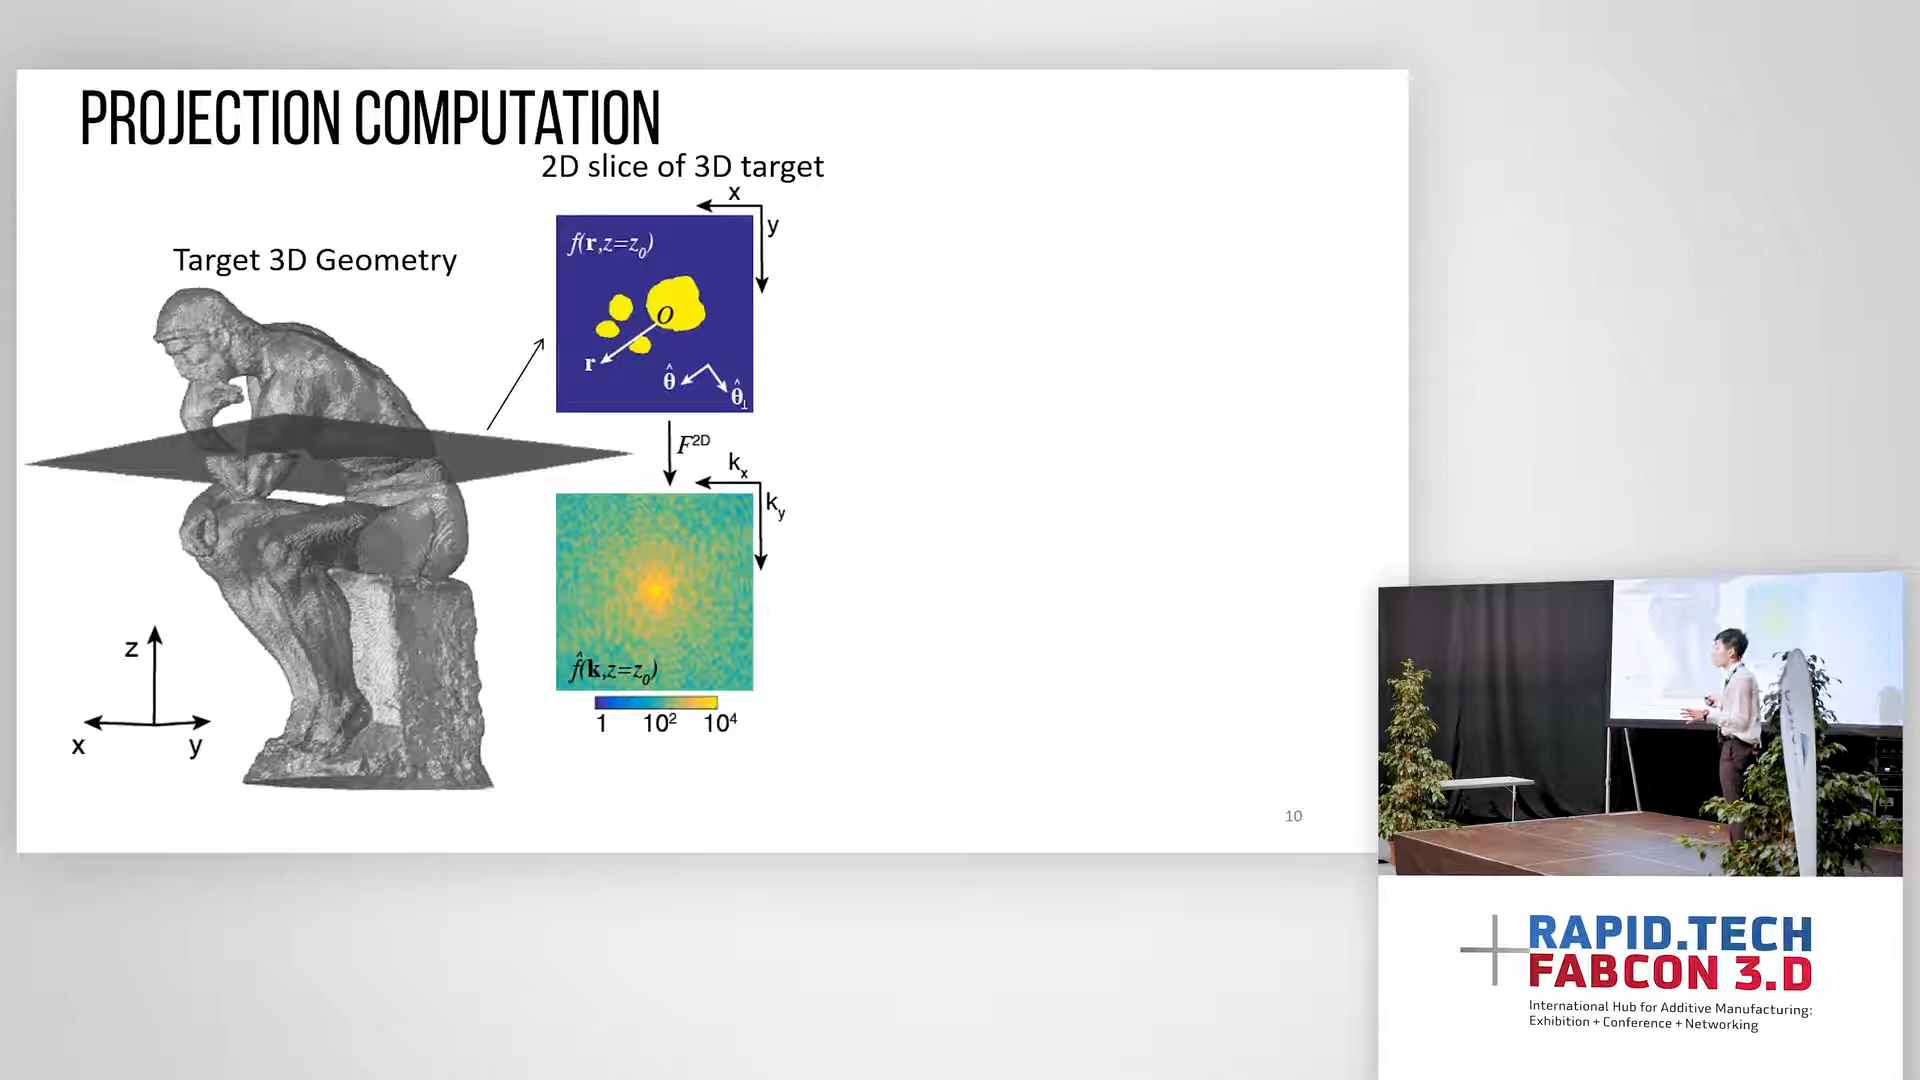 PROJECTION COMPUTATION
2D slice of 3D target
x
y
Target 3D Geometry
f(r,z=z₀)
O
r
θ̂
θ̂⊥
F²ᴰ
kₓ
k_y
f̂(k,z=z₀)
1 10² 10⁴
z
x
y
10
RAPID.TECH
FABCON 3.D
International Hub for Additive Manufacturing:
Exhibition + Conference + Networking